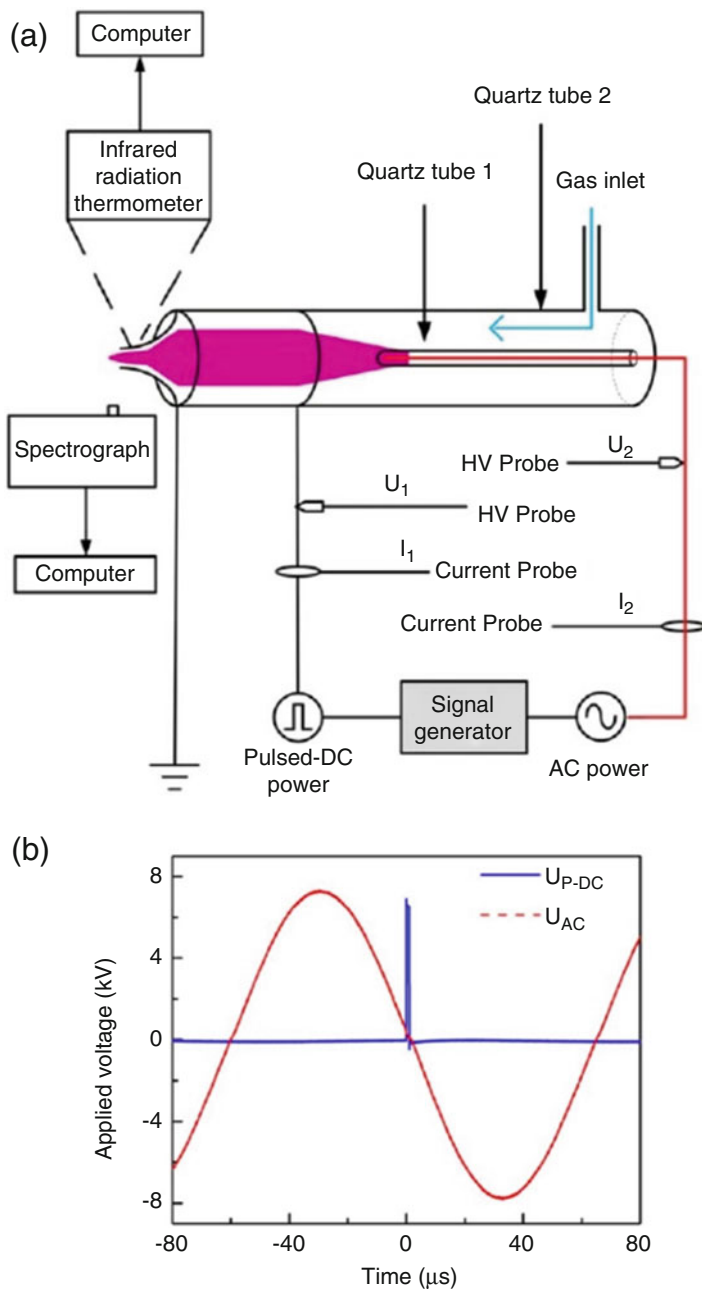 (a)
Computer
Infrared
radiation
thermometer
Quartz tube 2
Quartz tube 1
Gas inlet
Spectrograph
Computer
U2
HV Probe
U1
HV Probe
I1
Current Probe
I2
Current Probe
Signal
generator
Pulsed-DC
power
AC power
(b)
8
4
0
-4
-8
Applied voltage (kV)
UP-DC
UAC
-80
-40
0
40
80
Time (μs)